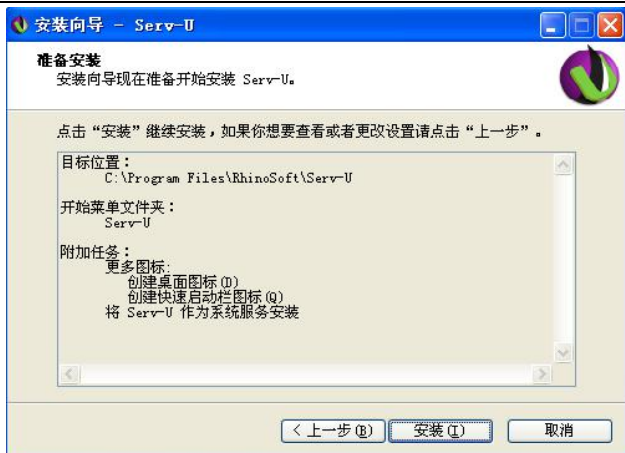 安装向导 - Serv-U
准备安装
安装向导现在准备开始安装 Serv-U。
点击“安装”继续安装，如果你想要查看或者更改设置请点击“上一步”。
目标位置：
C:\Program Files\RhinoSoft\Serv-U
开始菜单文件夹：
Serv-U
附加任务：
更多图标:
创建桌面图标(D)
创建快速启动栏图标(Q)
将 Serv-U 作为系统服务安装
< 上一步(B) 安装(I) 取消